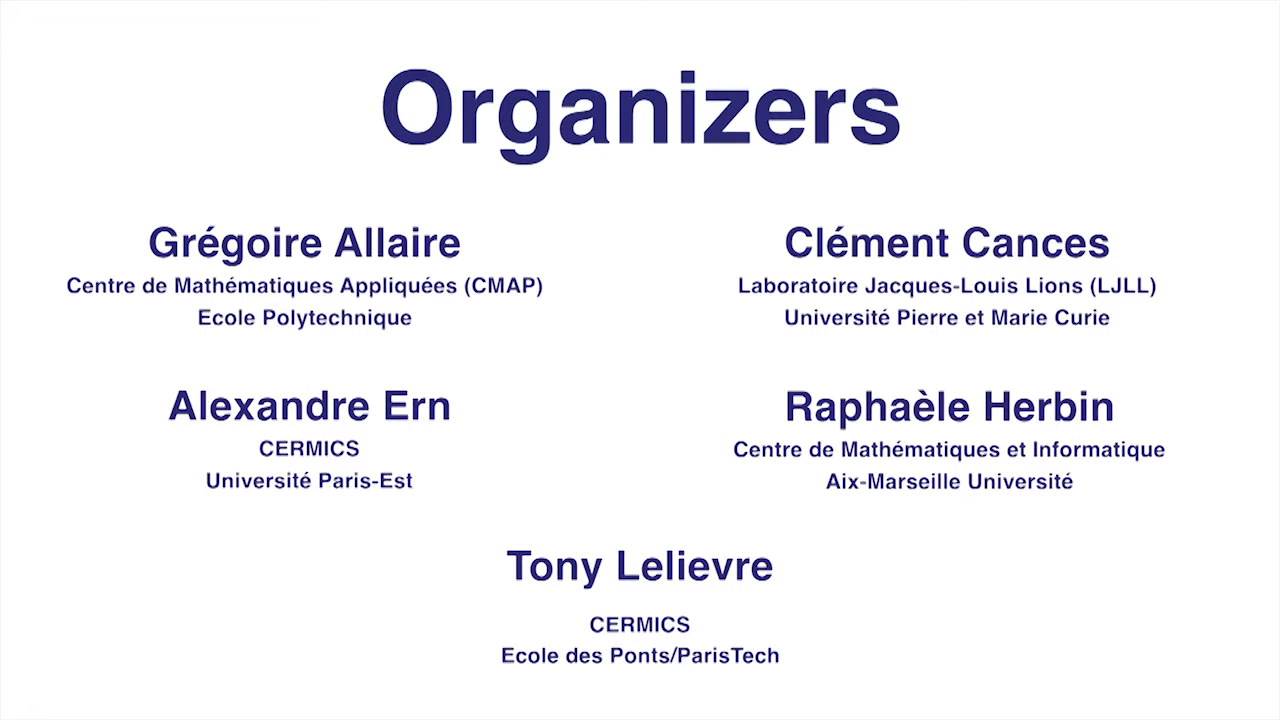 Organizers
Grégoire Allaire
Centre de Mathématiques Appliquées (CMAP)
Ecole Polytechnique
Clément Cances
Laboratoire Jacques-Louis Lions (LJLL)
Université Pierre et Marie Curie
Alexandre Ern
CERMICS
Université Paris-Est
Raphaèle Herbin
Centre de Mathématiques et Informatique
Aix-Marseille Université
Tony Lelievre
CERMICS
Ecole des Ponts/ParisTech